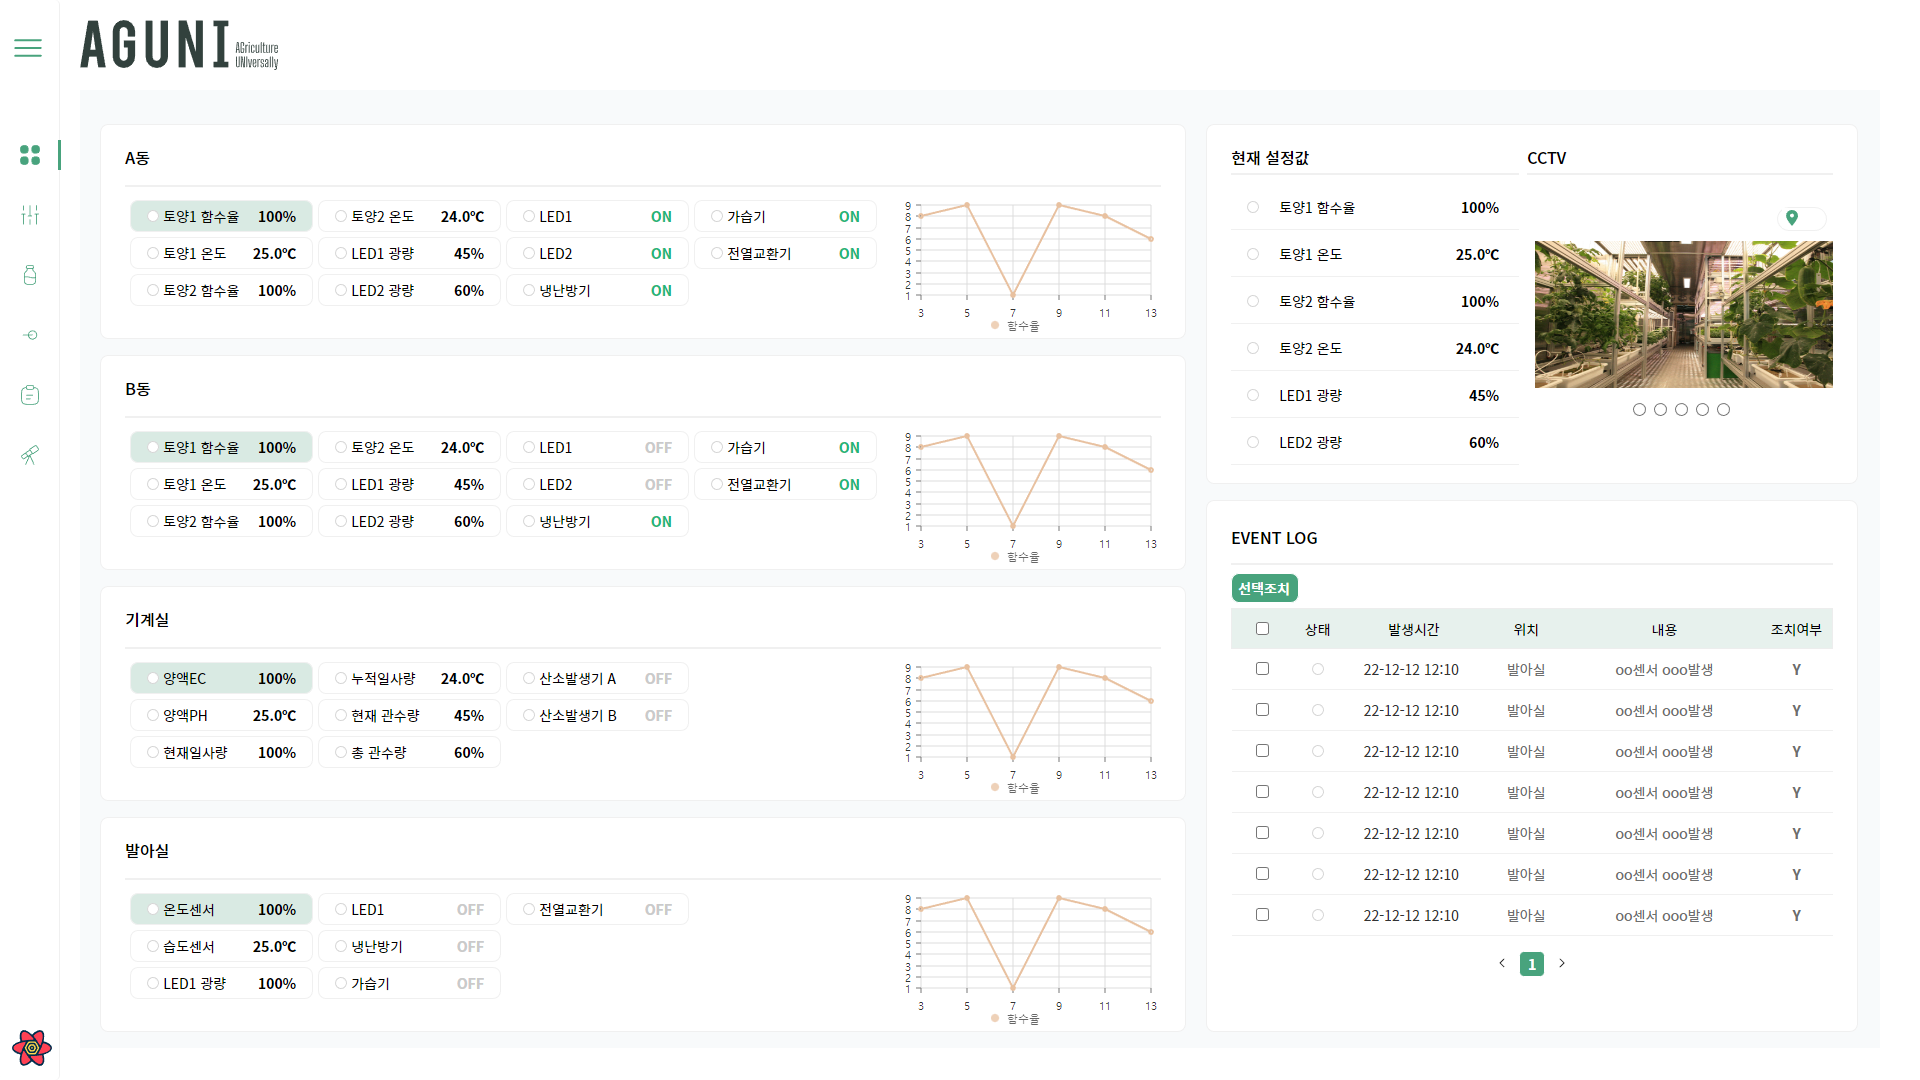 AGUNI AGriculture UNIversally
A동
토양1 함수율 100% 토양2 온도 24.0ºC LED1 ON 가습기 ON
토양1 온도 25.0ºC LED1 광량 45% LED2 ON 전열교환기 ON
토양2 함수율 100% LED2 광량 60% 냉난방기 ON
9
8
7
6
5
4
3
2
1
3 5 7 9 11 13
함수율
B동
토양1 함수율 100% 토양2 온도 24.0ºC LED1 OFF 가습기 ON
토양1 온도 25.0ºC LED1 광량 45% LED2 OFF 전열교환기 ON
토양2 함수율 100% LED2 광량 60% 냉난방기 ON
9
8
7
6
5
4
3
2
1
3 5 7 9 11 13
함수율
기계실
양액EC 100% 누적일사량 24.0ºC 산소발생기 A OFF
양액PH 25.0ºC 현재 관수량 45% 산소발생기 B OFF
현재일사량 100% 총 관수량 60%
9
8
7
6
5
4
3
2
1
3 5 7 9 11 13
함수율
발아실
온도센서 100% LED1 OFF 전열교환기 OFF
습도센서 25.0ºC 냉난방기 OFF
LED1 광량 100% 가습기 OFF
9
8
7
6
5
4
3
2
1
3 5 7 9 11 13
함수율
현재 설정값
토양1 함수율 100%
토양1 온도 25.0ºC
토양2 함수율 100%
토양2 온도 24.0ºC
LED1 광량 45%
LED2 광량 60%
CCTV
EVENT LOG
선택조치
상태 발생시간 위치 내용 조치여부
22-12-12 12:10 발아실 oo센서 ooo발생 Y
22-12-12 12:10 발아실 oo센서 ooo발생 Y
22-12-12 12:10 발아실 oo센서 ooo발생 Y
22-12-12 12:10 발아실 oo센서 ooo발생 Y
22-12-12 12:10 발아실 oo센서 ooo발생 Y
22-12-12 12:10 발아실 oo센서 ooo발생 Y
22-12-12 12:10 발아실 oo센서 ooo발생 Y
1